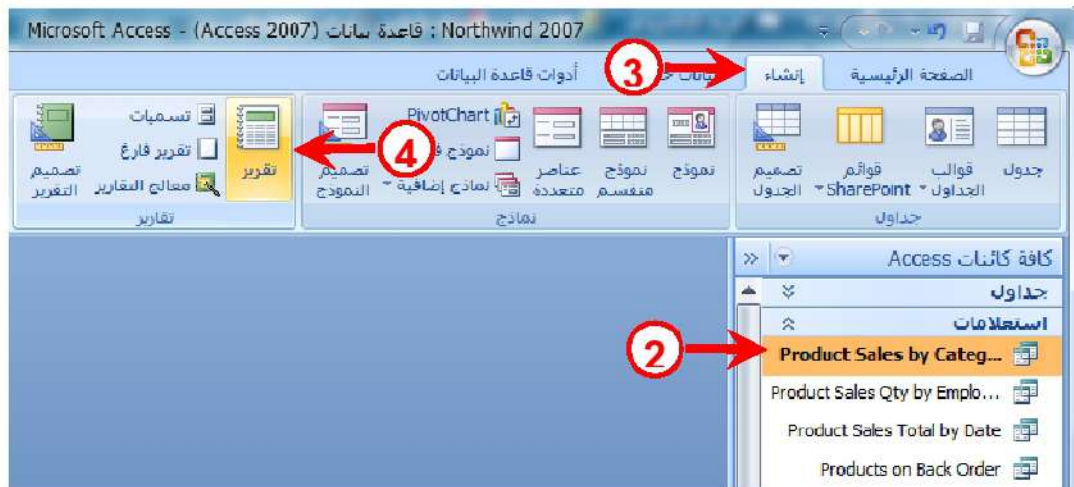 Microsoft Access - (Access 2007) قاعدة بيانات : Northwind 2007
الصفحة الرئيسية
إنشاء
3
أدوات قاعدة البيانات
جدول
قوالب الجداول
قوائم SharePoint
تصميم الجدول
جداول
نموذج
نموذج منقسم
عناصر متعددة
PivotChart
نموذج
نماذج إضافية
تصميم النموذج
نماذج
4
تقرير
تسميات
تقرير فارغ
معالج التقارير
تصميم التقرير
تقارير
كافة كائنات Access
جداول
استعلامات
2
Product Sales by Categ...
Product Sales Qty by Emplo...
Product Sales Total by Date
Products on Back Order